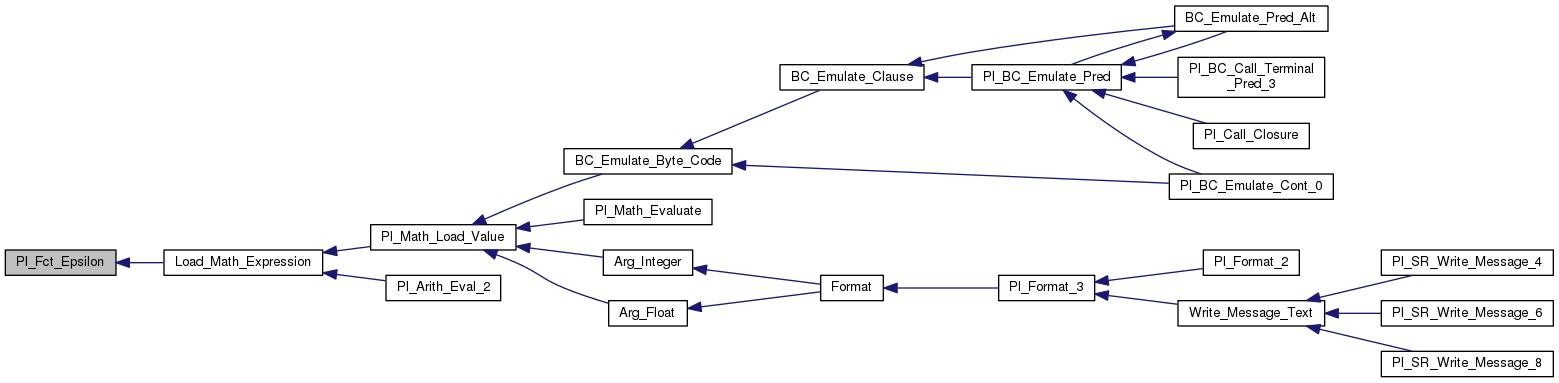 BC_Emulate_Pred_Alt
BC_Emulate_Clause
Pl_BC_Emulate_Pred
Pl_BC_Call_Terminal
_Pred_3
Pl_Call_Closure
BC_Emulate_Byte_Code
Pl_BC_Emulate_Cont_0
Pl_Math_Evaluate
Pl_Math_Load_Value
Pl_Fct_Epsilon
Load_Math_Expression
Arg_Integer
Pl_Format_2
Pl_SR_Write_Message_4
Pl_Arith_Eval_2
Format
Pl_Format_3
Arg_Float
Write_Message_Text
Pl_SR_Write_Message_6
Pl_SR_Write_Message_8